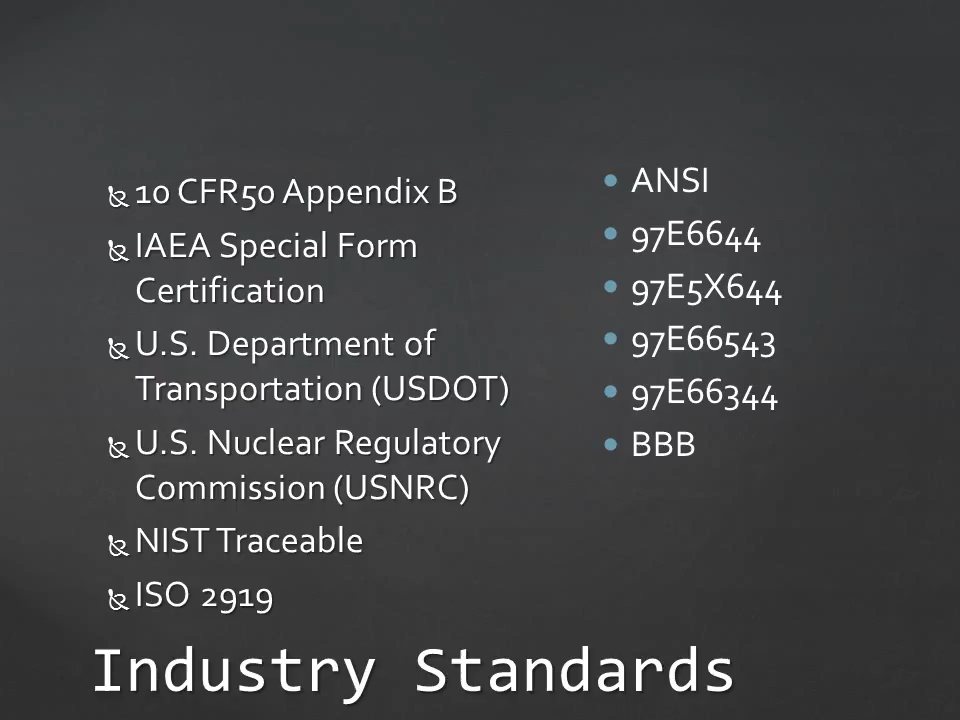 10 CFR50 Appendix B
IAEA Special Form
Certification
U.S. Department of
Transportation (USDOT)
U.S. Nuclear Regulatory
Commission (USNRC)
NIST Traceable
ISO 2919
ANSI
97E6644
97E5X644
97E66543
97E66344
BBB
Industry Standards